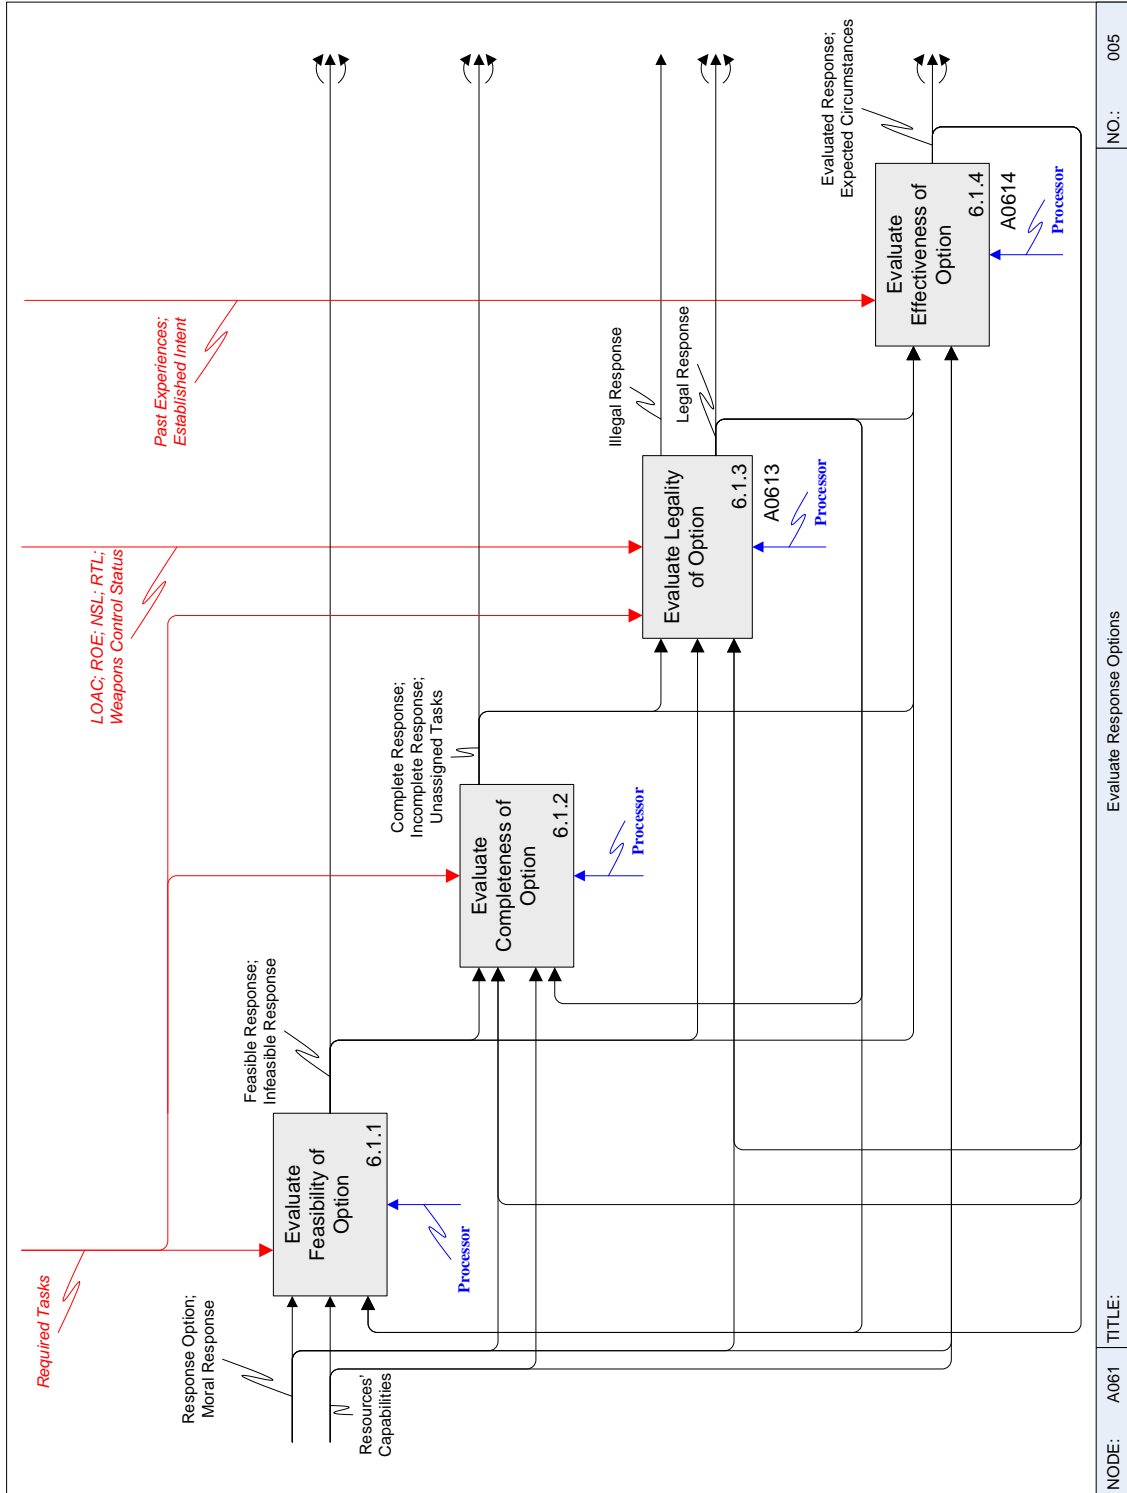 Required Tasks
LOAC; ROE; NSL; RTL;
Weapons Control Status
Past Experiences;
Established Intent
Response Option;
Moral Response
Resources'
Capabilities
Evaluate
Feasibility of
Option
6.1.1
Processor
Feasible Response;
Infeasible Response
Evaluate
Completeness of
Option
6.1.2
Processor
Complete Response;
Incomplete Response;
Unassigned Tasks
Evaluate Legality
of Option
6.1.3
A0613
Processor
Illegal Response
Legal Response
Evaluate
Effectiveness of
Option
6.1.4
A0614
Processor
Evaluated Response;
Expected Circumstances
NODE: A061 TITLE: Evaluate Response Options NO.: 005